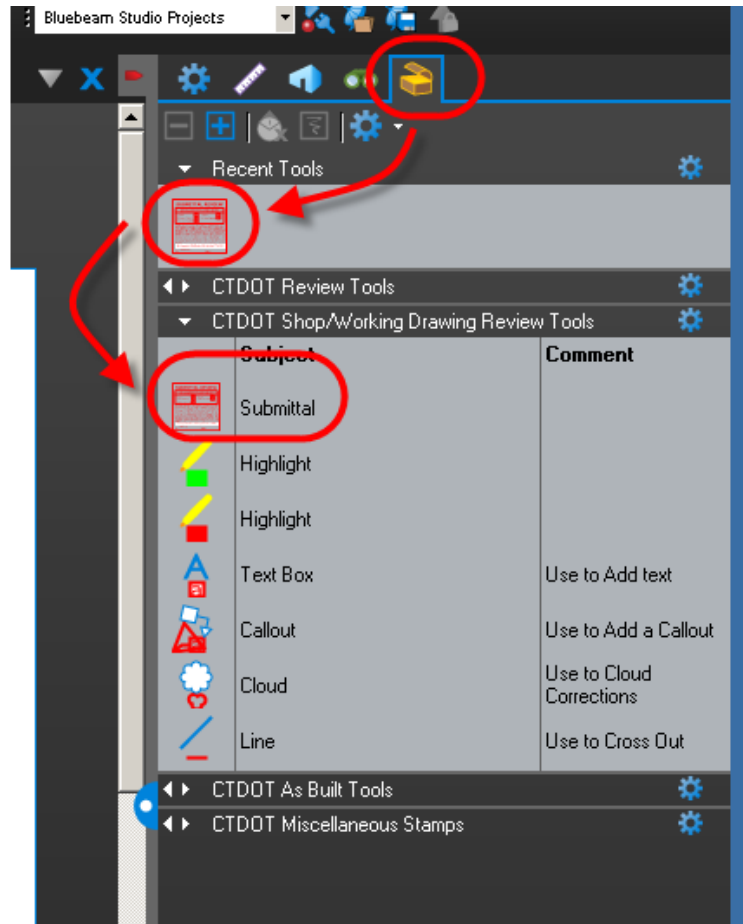 Bluebeam Studio Projects
Recent Tools
CTDOT Review Tools
CTDOT Shop/Working Drawing Review Tools
Subject Comment
Submittal
Highlight
Highlight
Text Box Use to Add text
Callout Use to Add a Callout
Cloud Use to Cloud
Corrections
Line Use to Cross Out
CTDOT As Built Tools
CTDOT Miscellaneous Stamps